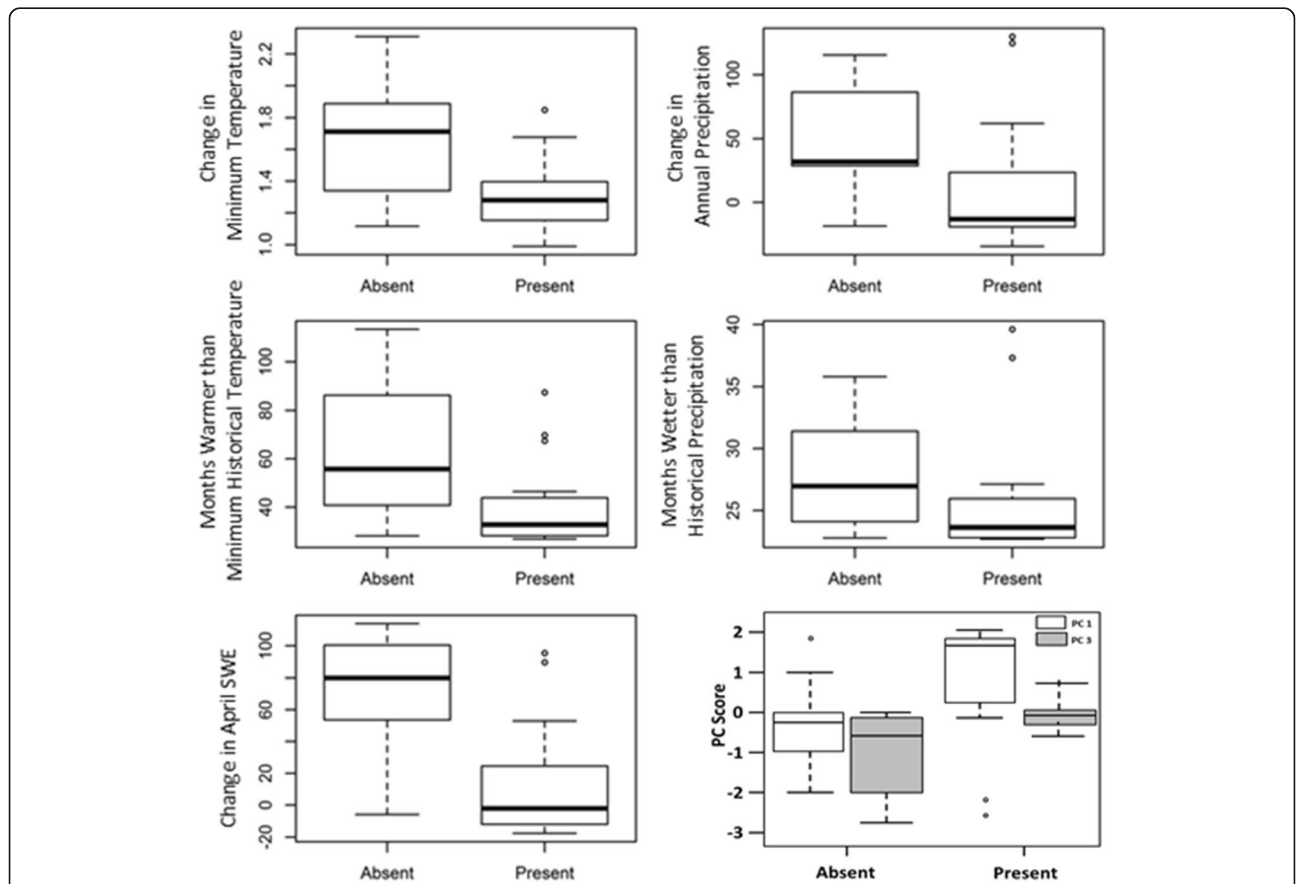 Change in
Minimum Temperature
2.2
1.8
1.4
1.0
Absent
Present
Change in
Annual Precipitation
100
50
0
Absent
Present
Months Warmer than
Minimum Historical Temperature
100
80
60
40
Absent
Present
Months Wetter than
Historical Precipitation
40
35
30
25
Absent
Present
Change in April SWE
100
60
20
0
-20
Absent
Present
PC Score
2
1
0
-1
-2
-3
PC 1
PC 3
Absent
Present